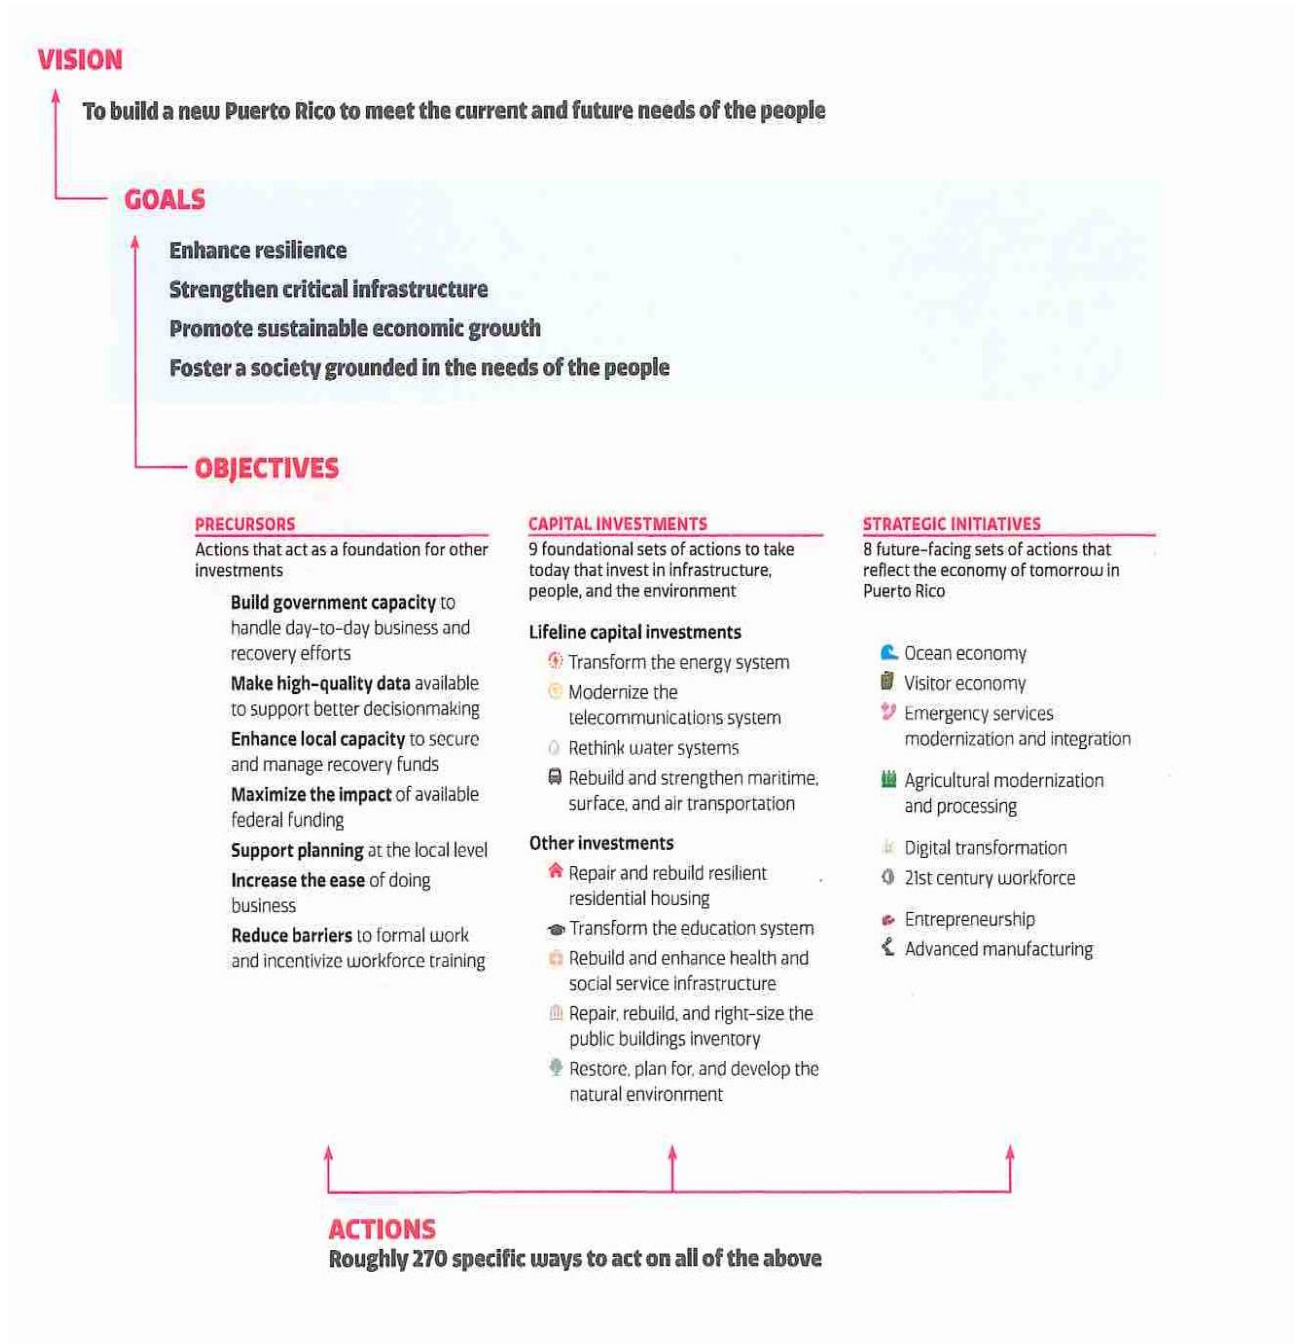 VISION
To build a new Puerto Rico to meet the current and future needs of the people
GOALS
Enhance resilience
Strengthen critical infrastructure
Promote sustainable economic growth
Foster a society grounded in the needs of the people
OBJECTIVES
PRECURSORS
Actions that act as a foundation for other
investments
Build government capacity to
handle day-to-day business and
recovery efforts
Make high-quality data available
to support better decisionmaking
Enhance local capacity to secure
and manage recovery funds
Maximize the impact of available
federal funding
Support planning at the local level
Increase the ease of doing
business
Reduce barriers to formal work
and incentivize workforce training
CAPITAL INVESTMENTS
9 foundational sets of actions to take
today that invest in infrastructure,
people, and the environment
Lifeline capital investments
Transform the energy system
Modernize the
telecommunications system
Rethink water systems
Rebuild and strengthen maritime,
surface, and air transportation
Other investments
Repair and rebuild resilient
residential housing
Transform the education system
Rebuild and enhance health and
social service infrastructure
Repair, rebuild, and right-size the
public buildings inventory
Restore, plan for, and develop the
natural environment
STRATEGIC INITIATIVES
8 future-facing sets of actions that
reflect the economy of tomorrow in
Puerto Rico
Ocean economy
Visitor economy
Emergency services
modernization and integration
Agricultural modernization
and processing
Digital transformation
21st century workforce
Entrepreneurship
Advanced manufacturing
ACTIONS
Roughly 270 specific ways to act on all of the above